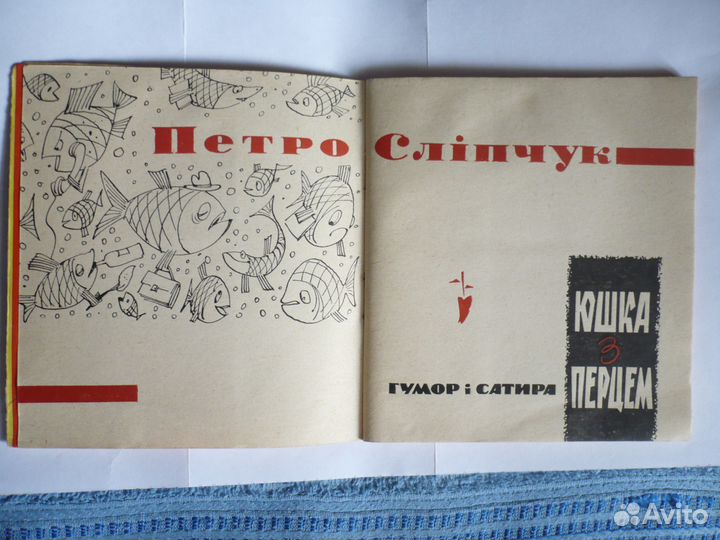 Петро Сліпчук
ЮШКА
З
ПЕРЦЕМ
ГУМОР і САТИРА
Avito